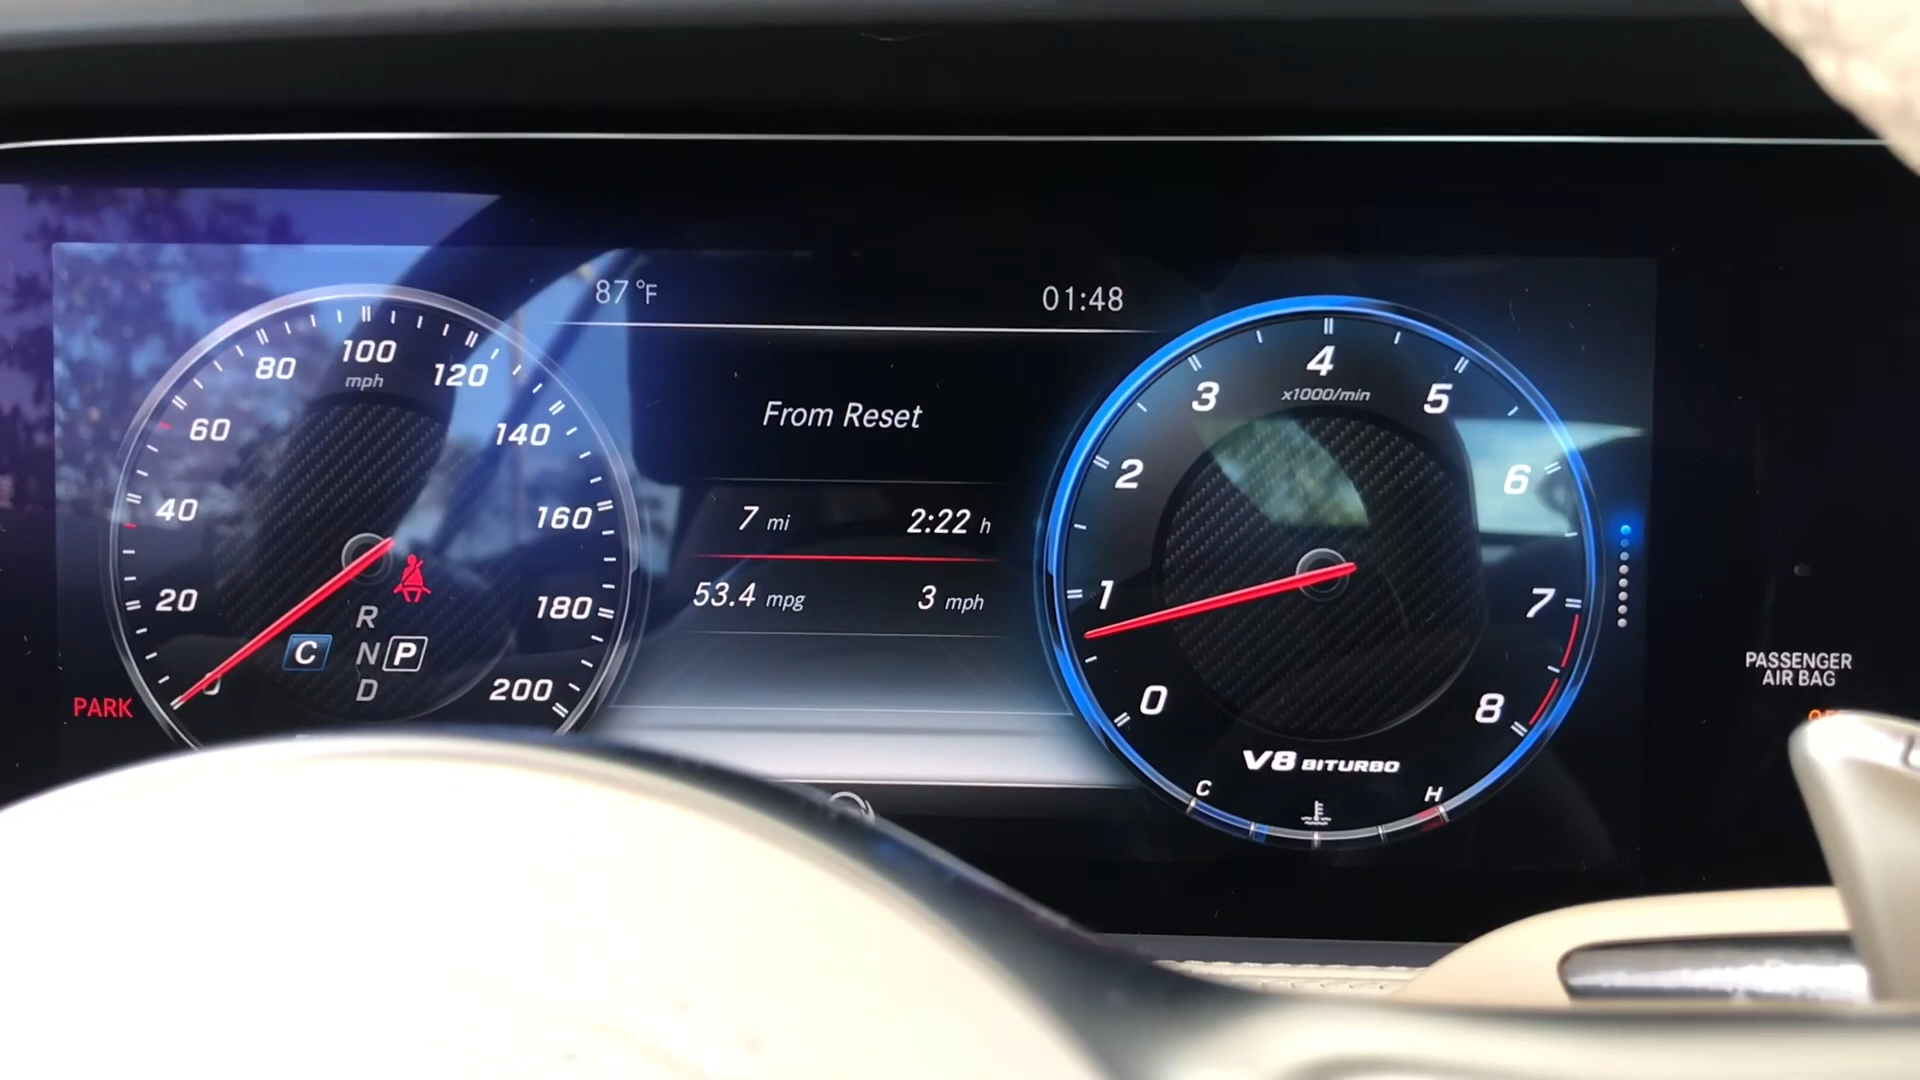 87 °F
01:48
From Reset
7 mi 2:22 h
53.4 mpg 3 mph
0
20
40
60
80
100
120
140
160
180
200
mph
R
C N P
D
PARK
0
1
2
3
4
5
6
7
8
x1000/min
V8 BITURBO
C H
PASSENGER
AIR BAG